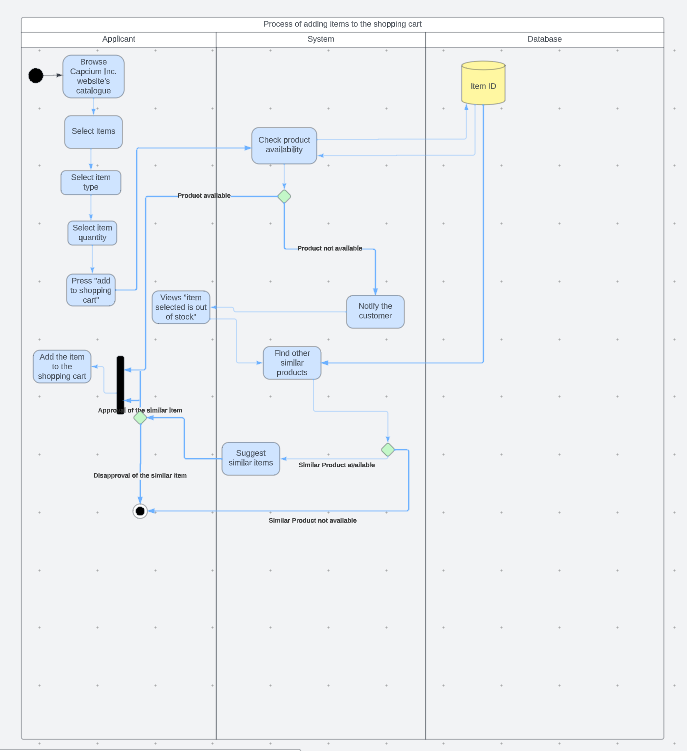 Process of adding items to the shopping cart
Applicant
System
Database
Browse
Capcium Inc.
website's
catalogue
Item ID
Select Items
Check product
availability
Select item
type
Product available
Select item
quantity
Product not available
Press "add
to shopping
cart"
Views "item
selected is out
of stock"
Notify the
customer
Add the item
to the
shopping cart
Find other
similar
products
Approval of the similar item
Suggest
similar items
Similar Product available
Disapproval of the similar item
Similar Product not available